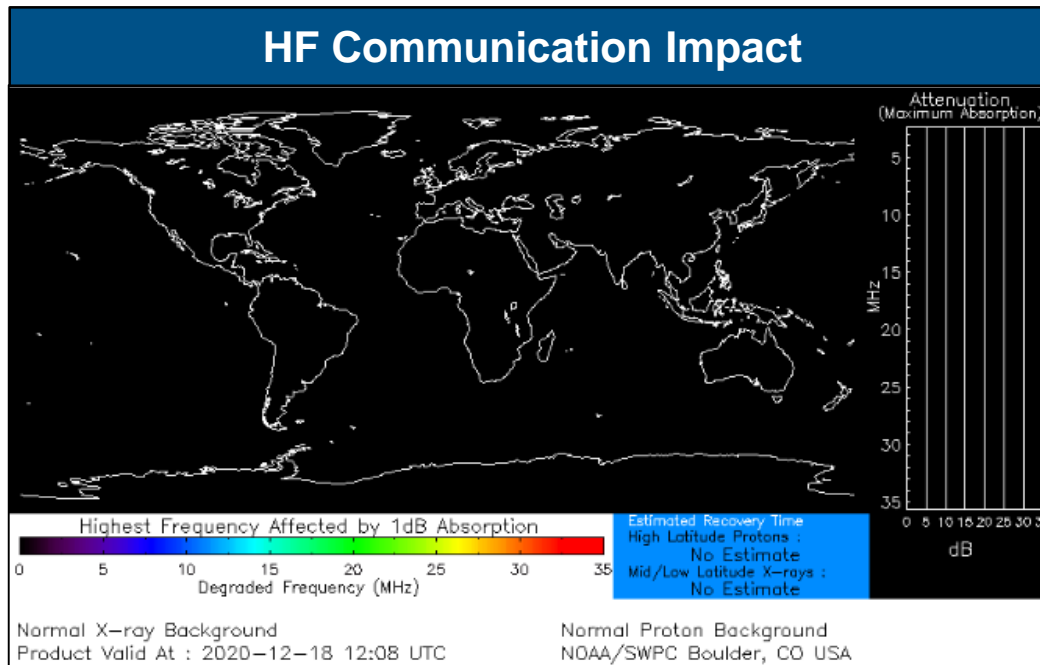 HF Communication Impact
Attenuation
(Maximum Absorption)
5
10
15
20
25
30
35
MHz
0 5 10 15 20 25 30 3
dB
Highest Frequency Affected by 1dB Absorption
0 5 10 15 20 25 30 35
Degraded Frequency (MHz)
Estimated Recovery Time
High Latitude Protons :
No Estimate
Mid/Low Latitude X-rays :
No Estimate
Normal X-ray Background
Product Valid At : 2020-12-18 12:08 UTC
Normal Proton Background
NOAA/SWPC Boulder, CO USA